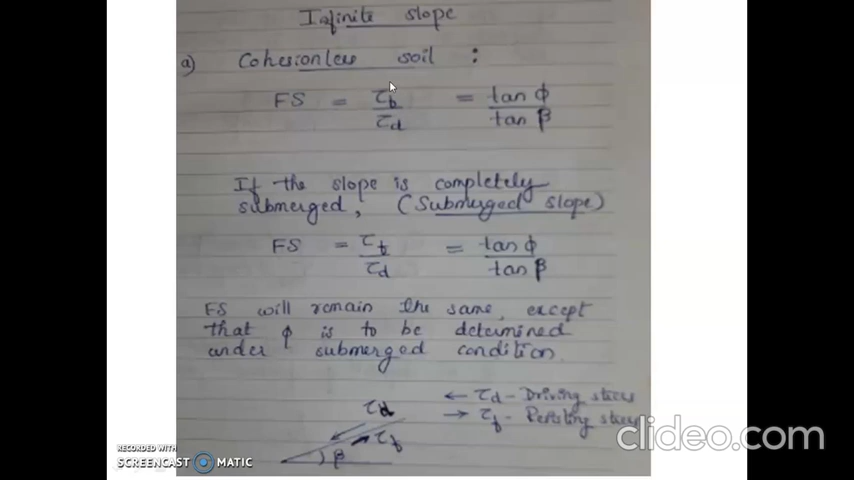 Infinite slope
a) Cohesionless soil :
FS = τf/τd = tan ϕ/tan β
If the slope is completely
submerged, (Submerged slope)
FS = τf/τd = tan ϕ/tan β
FS will remain the same, except
that ϕ is to be determined
under submerged condition.
← τd - Driving stress
→ τf - Resisting stress
τd
τf
β
RECORDED WITH
SCREENCAST MATIC
clideo.com